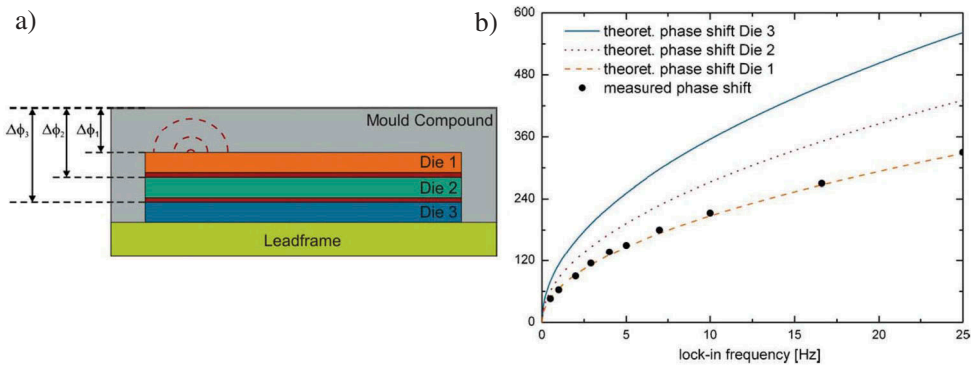 a)
Δϕ₃
Δϕ₂
Δϕ₁
Mould Compound
Die 1
Die 2
Die 3
Leadframe
b)
600
480
360
240
120
0
theoret. phase shift Die 3
theoret. phase shift Die 2
theoret. phase shift Die 1
measured phase shift
0 5 10 15 20 25
lock-in frequency [Hz]